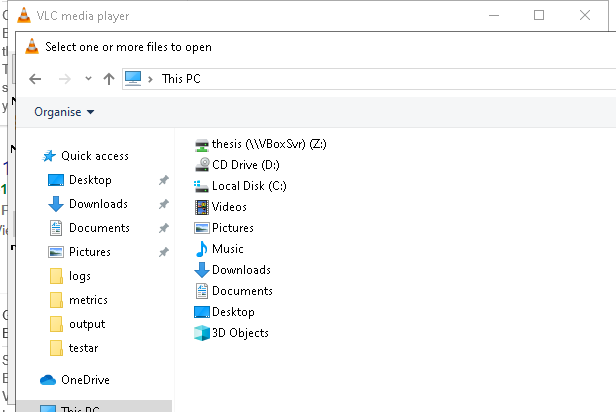 VLC media player
Select one or more files to open
This PC
Organise
Quick access
Desktop
Downloads
Documents
Pictures
logs
metrics
output
testar
OneDrive
This PC
thesis (\\VBoxSvr) (Z:)
CD Drive (D:)
Local Disk (C:)
Videos
Pictures
Music
Downloads
Documents
Desktop
3D Objects